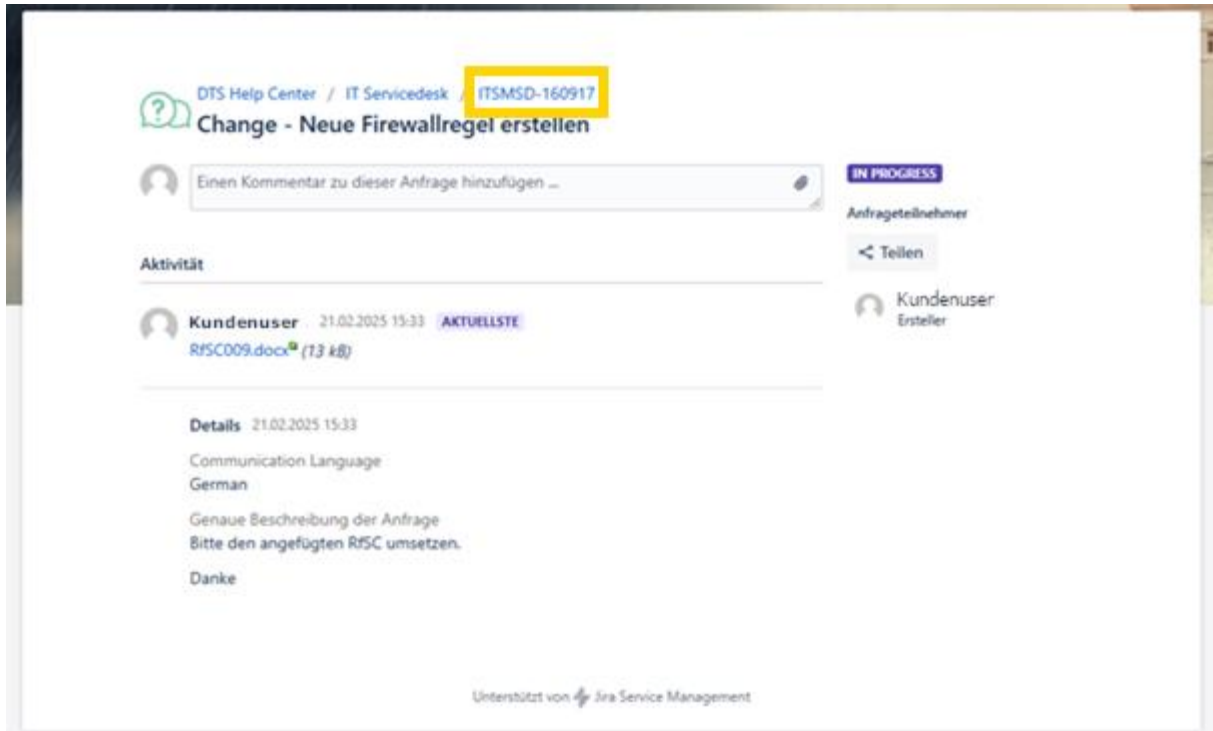 DTS Help Center / IT Servicedesk / ITSMSD-160917
Change - Neue Firewallregel erstellen
Einen Kommentar zu dieser Anfrage hinzufügen ...
IN PROGRESS
Anfrageteilnehmer
Teilen
Kundenuser
Ersteller
Aktivität
Kundenuser 21.02.2025 15:33 AKTUELLSTE
RfSC009.docx (13 kB)
Details 21.02.2025 15:33
Communication Language
German
Genaue Beschreibung der Anfrage
Bitte den angefügten RfSC umsetzen.
Danke
Unterstützt von Jira Service Management